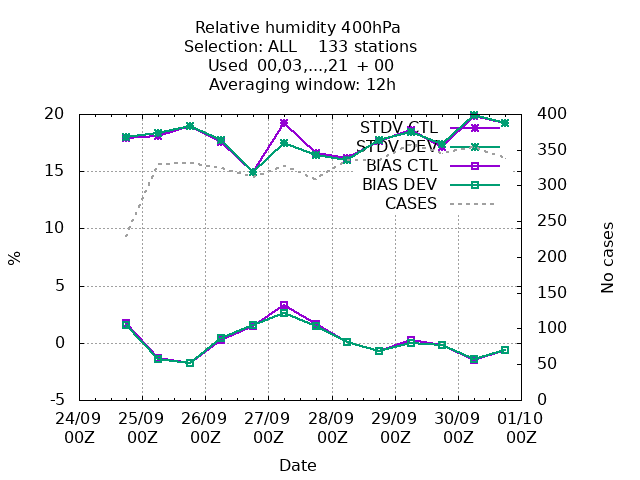 Relative humidity 400hPa
Selection: ALL    133 stations
Used  00,03,...,21  + 00
Averaging window: 12h
20
15
10
5
0
-5
400
350
300
250
200
150
100
50
0
STDV CTL
STDV DEV
BIAS CTL
BIAS DEV
CASES
%
No cases
24/09 25/09 26/09 27/09 28/09 29/09 30/09 01/10
00Z 00Z 00Z 00Z 00Z 00Z 00Z 00Z
Date